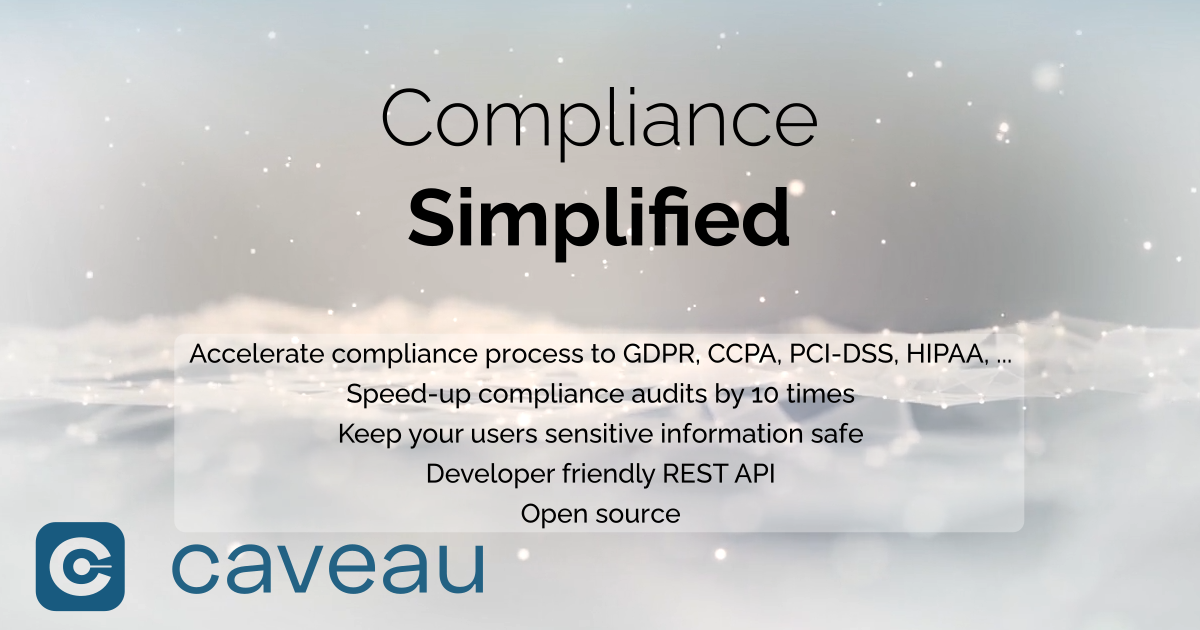 Compliance
Simplified
Accelerate compliance process to GDPR, CCPA, PCI-DSS, HIPAA, ...
Speed-up compliance audits by 10 times
Keep your users sensitive information safe
Developer friendly REST API
Open source
caveau